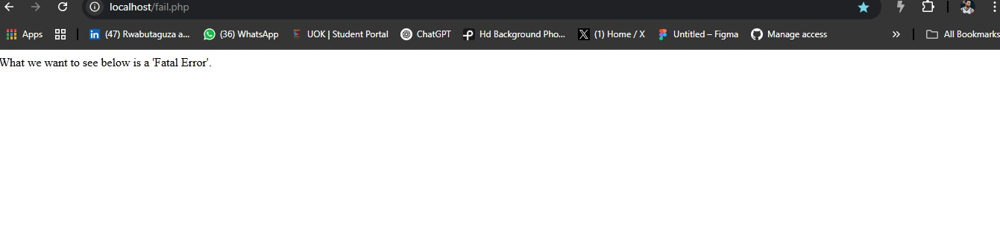 localhost/fail.php
Apps (47) Rwabutaguza a... (36) WhatsApp UOK | Student Portal ChatGPT Hd Background Pho... (1) Home / X Untitled – Figma Manage access » All Bookmarks
What we want to see below is a 'Fatal Error'.